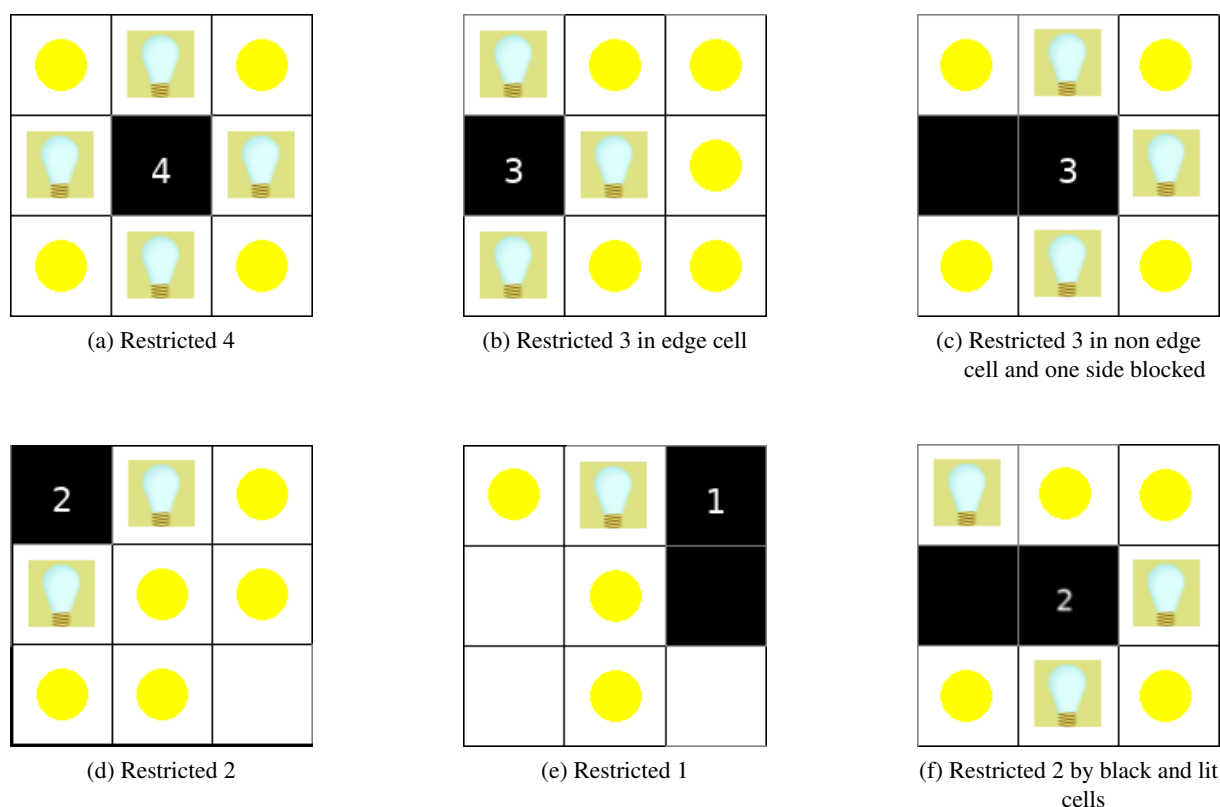 4
3
3
(a) Restricted 4
(b) Restricted 3 in edge cell
(c) Restricted 3 in non edge
cell and one side blocked
2
1
2
(d) Restricted 2
(e) Restricted 1
(f) Restricted 2 by black and lit
cells